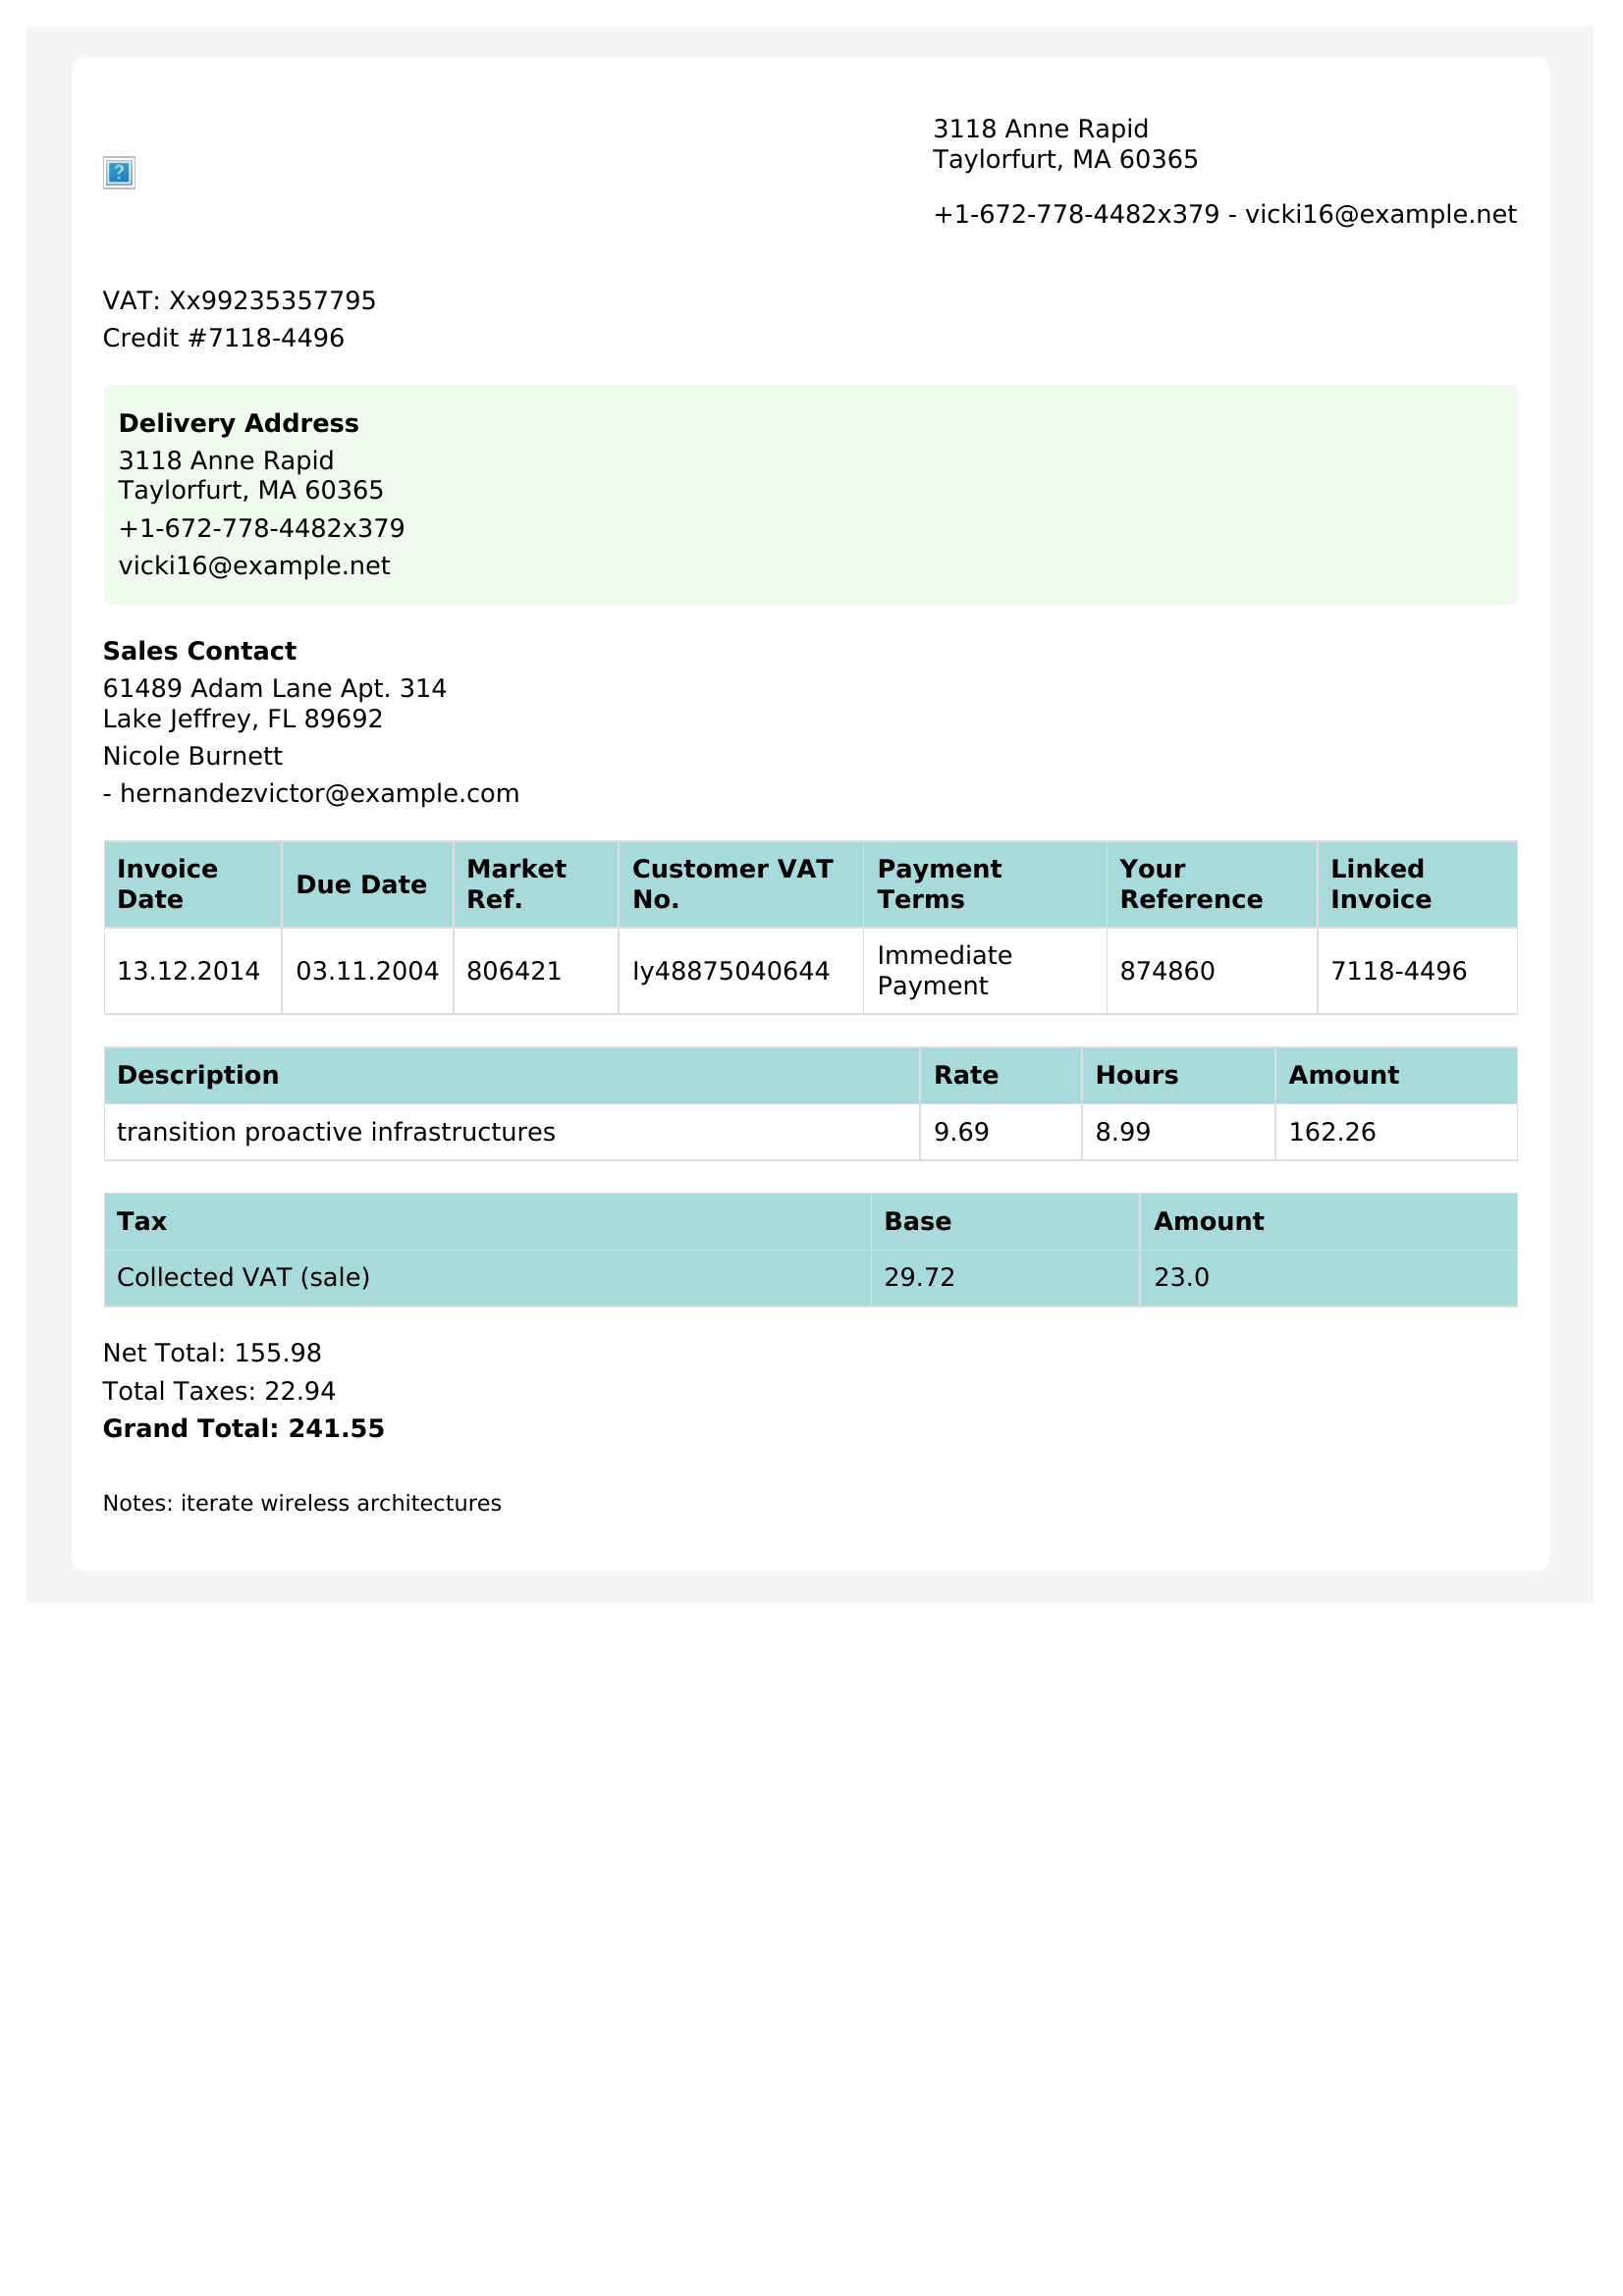 3118 Anne Rapid
Taylorfurt, MA 60365
+1-672-778-4482x379 - vicki16@example.net
VAT: Xx99235357795
Credit #7118-4496
Delivery Address
3118 Anne Rapid
Taylorfurt, MA 60365
+1-672-778-4482x379
vicki16@example.net
Sales Contact
61489 Adam Lane Apt. 314
Lake Jeffrey, FL 89692
Nicole Burnett
- hernandezvictor@example.com
Invoice Date Due Date Market Ref. Customer VAT No. Payment Terms Your Reference Linked Invoice
13.12.2014 03.11.2004 806421 Iy48875040644 Immediate Payment 874860 7118-4496
Description Rate Hours Amount
transition proactive infrastructures 9.69 8.99 162.26
Tax Base Amount
Collected VAT (sale) 29.72 23.0
Net Total: 155.98
Total Taxes: 22.94
Grand Total: 241.55
Notes: iterate wireless architectures